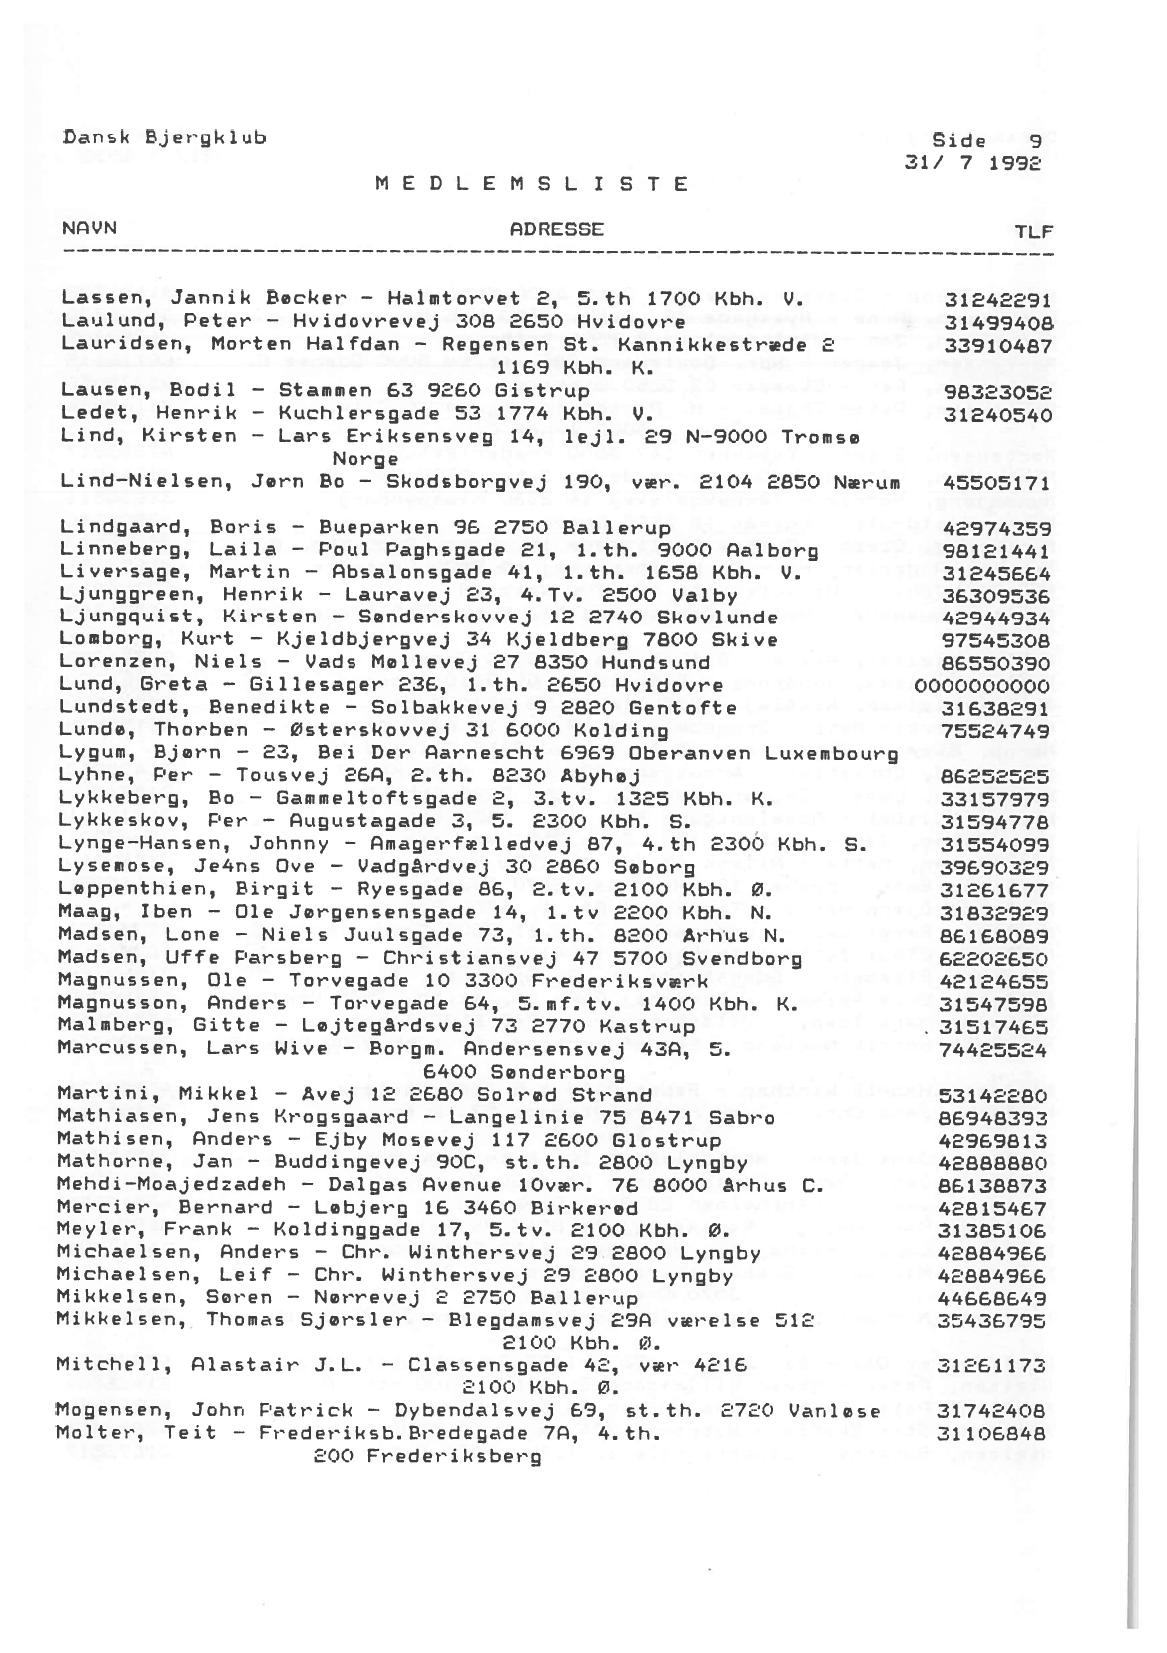 Dansk Bjergklub Side 9
31/ 7 1992
M E D L E M S L I S T E
NAVN ADRESSE TLF
Lassen, Jannik Bøcker - Halmtorvet 2, 5.th 1700 Kbh. V. 31242291
Laulund, Peter - Hvidovrevej 308 2650 Hvidovre 31499408
Lauridsen, Morten Halfdan - Regensen St. Kannikkestræde 2 33910487
1169 Kbh. K.
Lausen, Bodil - Stammen 63 9260 Gistrup 98323052
Ledet, Henrik - Kuchlersgade 53 1774 Kbh. V. 31240540
Lind, Kirsten - Lars Eriksensveg 14, lejl. 29 N-9000 Tromsø
Norge
Lind-Nielsen, Jørn Bo - Skodsborgvej 190, vær. 2104 2850 Nærum 45505171
Lindgaard, Boris - Bueparken 96 2750 Ballerup 42974359
Linneberg, Laila - Poul Paghsgade 21, 1.th. 9000 Aalborg 98121441
Liversage, Martin - Absalonsgade 41, 1.th. 1658 Kbh. V. 31245664
Ljunggreen, Henrik - Lauravej 23, 4.Tv. 2500 Valby 36309536
Ljungquist, Kirsten - Sønderskovvej 12 2740 Skovlunde 42944934
Lomborg, Kurt - Kjeldbjergvej 34 Kjeldberg 7800 Skive 97545308
Lorenzen, Niels - Vads Møllevej 27 8350 Hundsund 86550390
Lund, Greta - Gillesager 236, 1.th. 2650 Hvidovre 0000000000
Lundstedt, Benedikte - Solbakkevej 9 2820 Gentofte 31638291
Lundø, Thorben - Østerskovvej 31 6000 Kolding 75524749
Lygum, Bjørn - 23, Bei Der Aarnescht 6969 Oberanven Luxembourg
Lyhne, Per - Tousvej 26A, 2.th. 8230 Åbyhøj 86252525
Lykkeberg, Bo - Gammeltoftsgade 2, 3.tv. 1325 Kbh. K. 33157979
Lykkeskov, Per - Augustagade 3, 5. 2300 Kbh. S. 31594778
Lynge-Hansen, Johnny - Amagerfælledvej 87, 4.th 2300 Kbh. S. 31554099
Lysemose, Je4ns Ove - Vadgårdvej 30 2860 Søborg 39690329
Løppenthien, Birgit - Ryesgade 86, 2.tv. 2100 Kbh. Ø. 31261677
Maag, Iben - Ole Jørgensensgade 14, 1.tv 2200 Kbh. N. 31832929
Madsen, Lone - Niels Juulsgade 73, 1.th. 8200 Århus N. 86168089
Madsen, Uffe Parsberg - Christiansvej 47 5700 Svendborg 62202650
Magnussen, Ole - Torvegade 10 3300 Frederiksværk 42124655
Magnusson, Anders - Torvegade 64, 5.mf.tv. 1400 Kbh. K. 31547598
Malmberg, Gitte - Løjtegårdsvej 73 2770 Kastrup 31517465
Marcussen, Lars Wive - Borgm. Andersensvej 43A, 5. 74425524
6400 Sønderborg
Martini, Mikkel - Åvej 12 2680 Solrød Strand 53142280
Mathiasen, Jens Krogsgaard - Langelinie 75 8471 Sabro 86948393
Mathisen, Anders - Ejby Mosevej 117 2600 Glostrup 42969813
Mathorne, Jan - Buddingevej 90C, st.th. 2800 Lyngby 42888880
Mehdi-Moajedzadeh - Dalgas Avenue 10vær. 76 8000 Århus C. 86138873
Mercier, Bernard - Løbjerg 16 3460 Birkerød 42815467
Meyler, Frank - Koldinggade 17, 5.tv. 2100 Kbh. Ø. 31385106
Michaelsen, Anders - Chr. Winthersvej 29 2800 Lyngby 42884966
Michaelsen, Leif - Chr. Winthersvej 29 2800 Lyngby 42884966
Mikkelsen, Søren - Nørrevej 2 2750 Ballerup 44668649
Mikkelsen, Thomas Sjørsler - Blegdamsvej 29A værelse 512 35436795
2100 Kbh. Ø.
Mitchell, Alastair J.L. - Classensgade 42, vær 4216 31261173
2100 Kbh. Ø.
Mogensen, John Patrick - Dybendalsvej 69, st.th. 2720 Vanløse 31742408
Molter, Teit - Frederiksb.Bredegade 7A, 4.th. 31106848
200 Frederiksberg